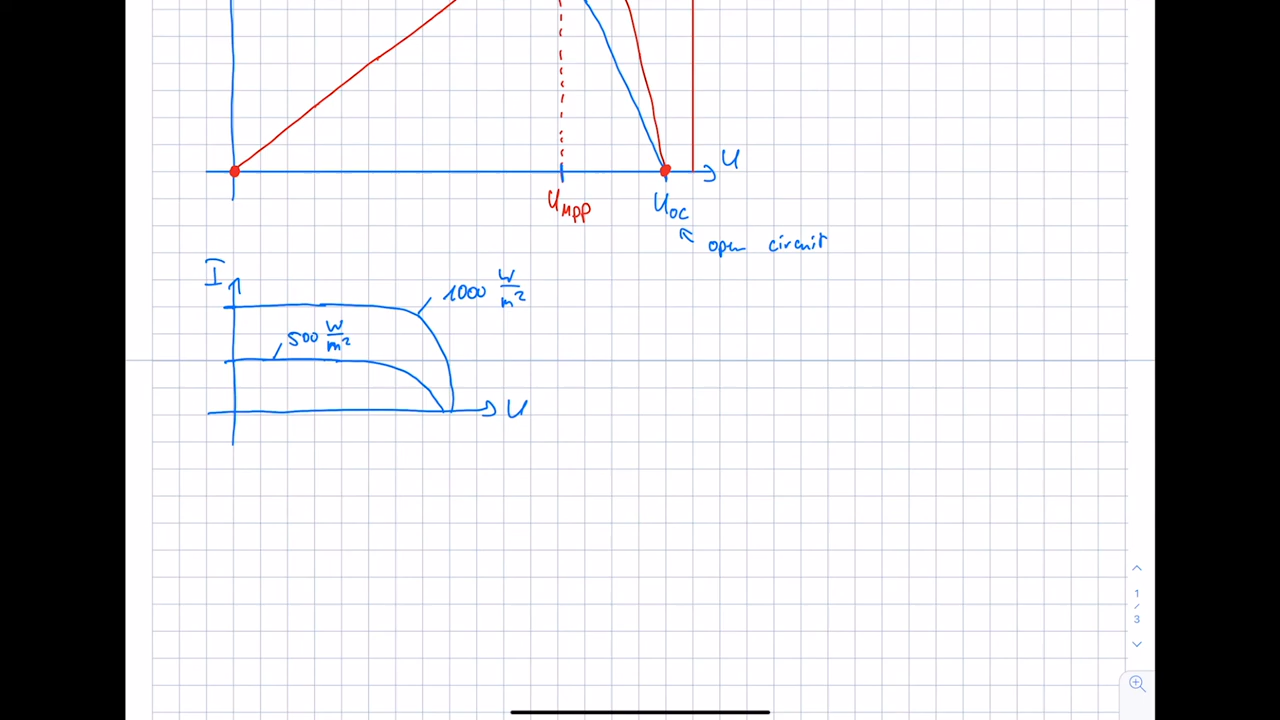 U
U_MPP
U_OC
open circuit
I
1000 W/m²
500 W/m²
U
1
/
3